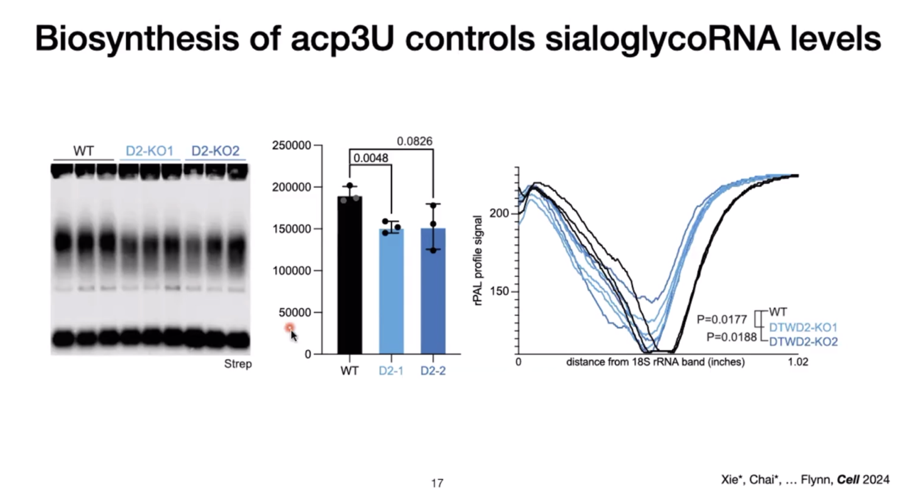 Biosynthesis of acp3U controls sialoglycoRNA levels
WT D2-KO1 D2-KO2
Strep
250000
200000
150000
100000
50000
0
0.0826
0.0048
WT D2-1 D2-2
rPAL profile signal
200
150
0 distance from 18S rRNA band (inches) 1.02
P=0.0177
P=0.0188
WT
DTWD2-KO1
DTWD2-KO2
17
Xie*, Chai*, ... Flynn, Cell 2024